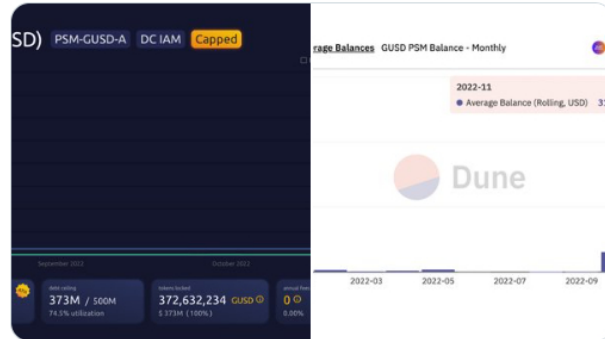 SD) PSM-GUSD-A DC IAM Capped
September 2022 October 2022
debt ceiling
373M / 500M
74.5% utilization
tokens locked
372,632,234 GUSD
$ 373M (100%)
annual fees
0
0.00%
rage Balances GUSD PSM Balance - Monthly
2022-11
Average Balance (Rolling, USD) 31
Dune
2022-03 2022-05 2022-07 2022-09